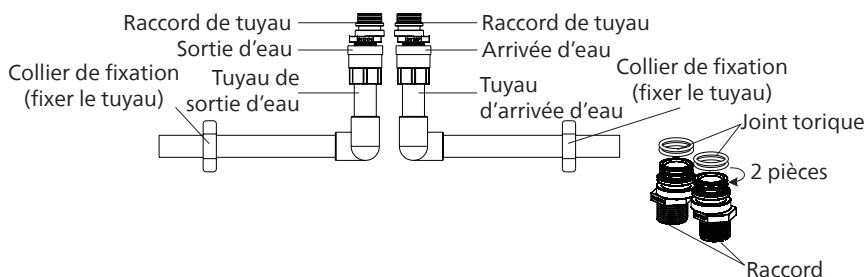 Raccord de tuyau
Raccord de tuyau
Sortie d’eau
Arrivée d’eau
Collier de fixation
(fixer le tuyau)
Tuyau de
sortie d’eau
Tuyau
d’arrivée d’eau
Collier de fixation
(fixer le tuyau)
Joint torique
2 pièces
Raccord